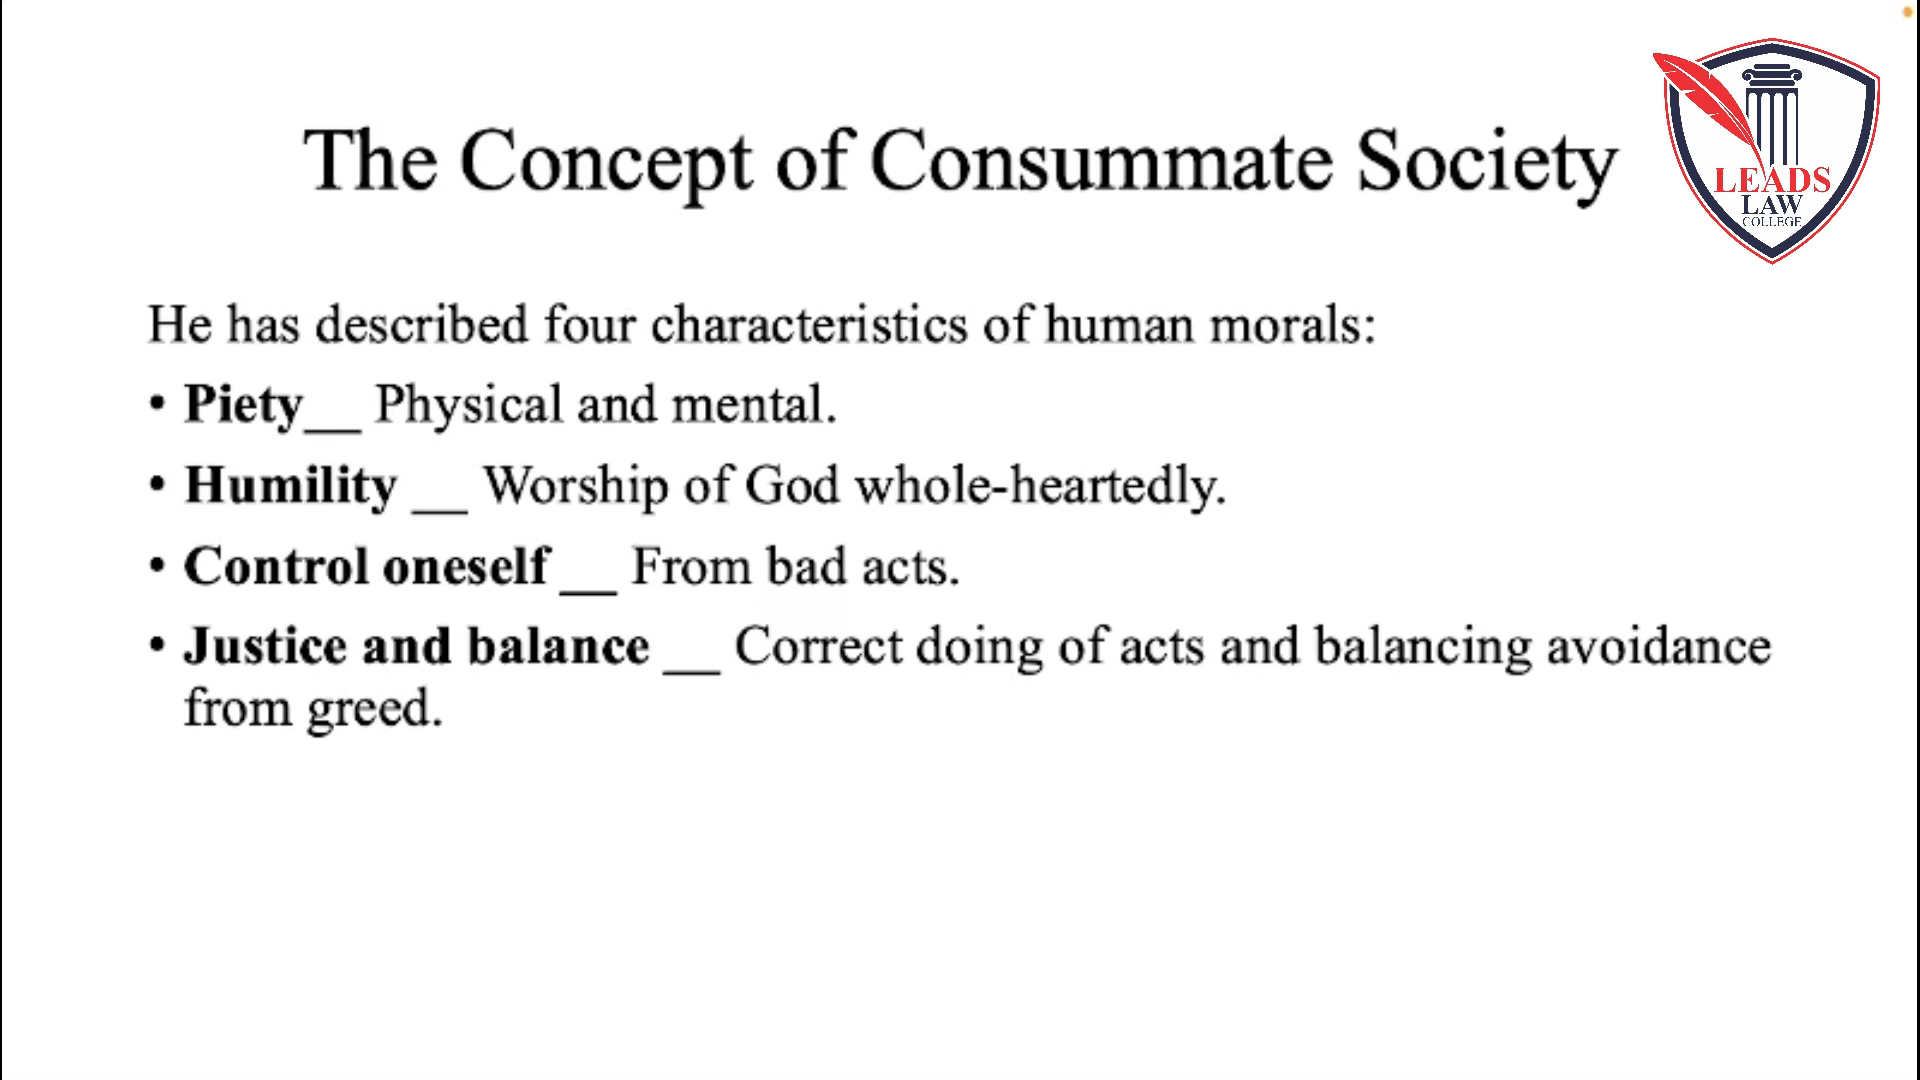 The Concept of Consummate Society
LEADS
LAW
COLLEGE
He has described four characteristics of human morals:
• Piety__ Physical and mental.
• Humility __ Worship of God whole-heartedly.
• Control oneself __ From bad acts.
• Justice and balance __ Correct doing of acts and balancing avoidance
from greed.